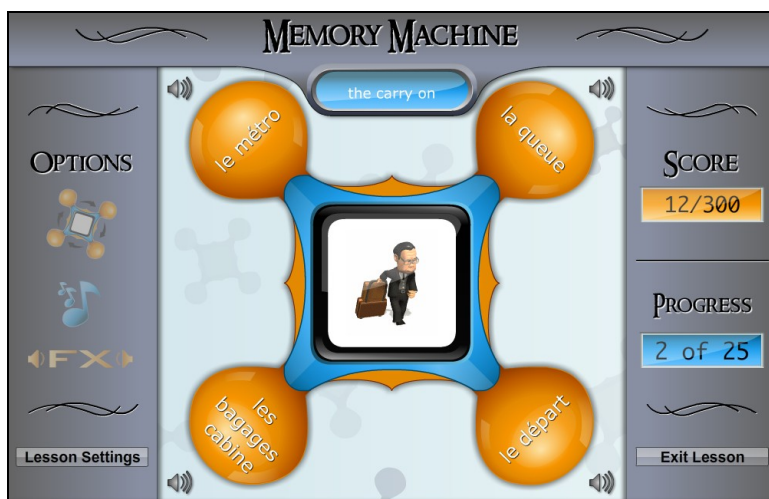 MEMORY MACHINE
the carry on
le métro
la queue
OPTIONS
SCORE
12/300
PROGRESS
2 of 25
FX
les
bagages
cabine
le départ
Lesson Settings
Exit Lesson